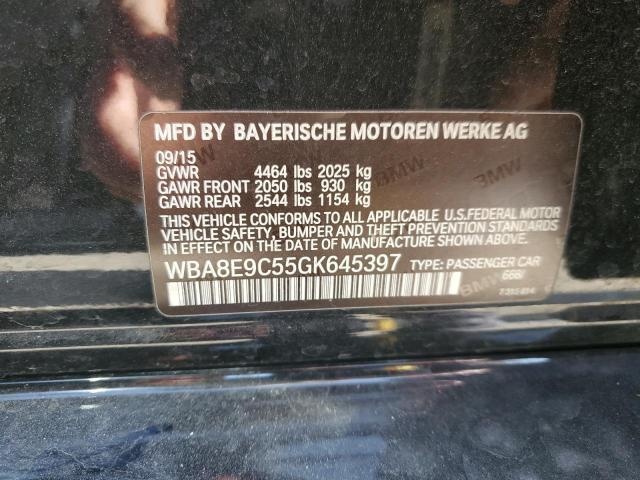 MFD BY BAYERISCHE MOTOREN WERKE AG
09/15
GVWR 4464 lbs 2025 kg
GAWR FRONT 2050 lbs 930 kg
GAWR REAR 2544 lbs 1154 kg
THIS VEHICLE CONFORMS TO ALL APPLICABLE U.S.FEDERAL MOTOR
VEHICLE SAFETY, BUMPER AND THEFT PREVENTION STANDARDS
IN EFFECT ON THE DATE OF MANUFACTURE SHOWN ABOVE.
WBA8E9C55GK645397 TYPE: PASSENGER CAR
668/
BMW